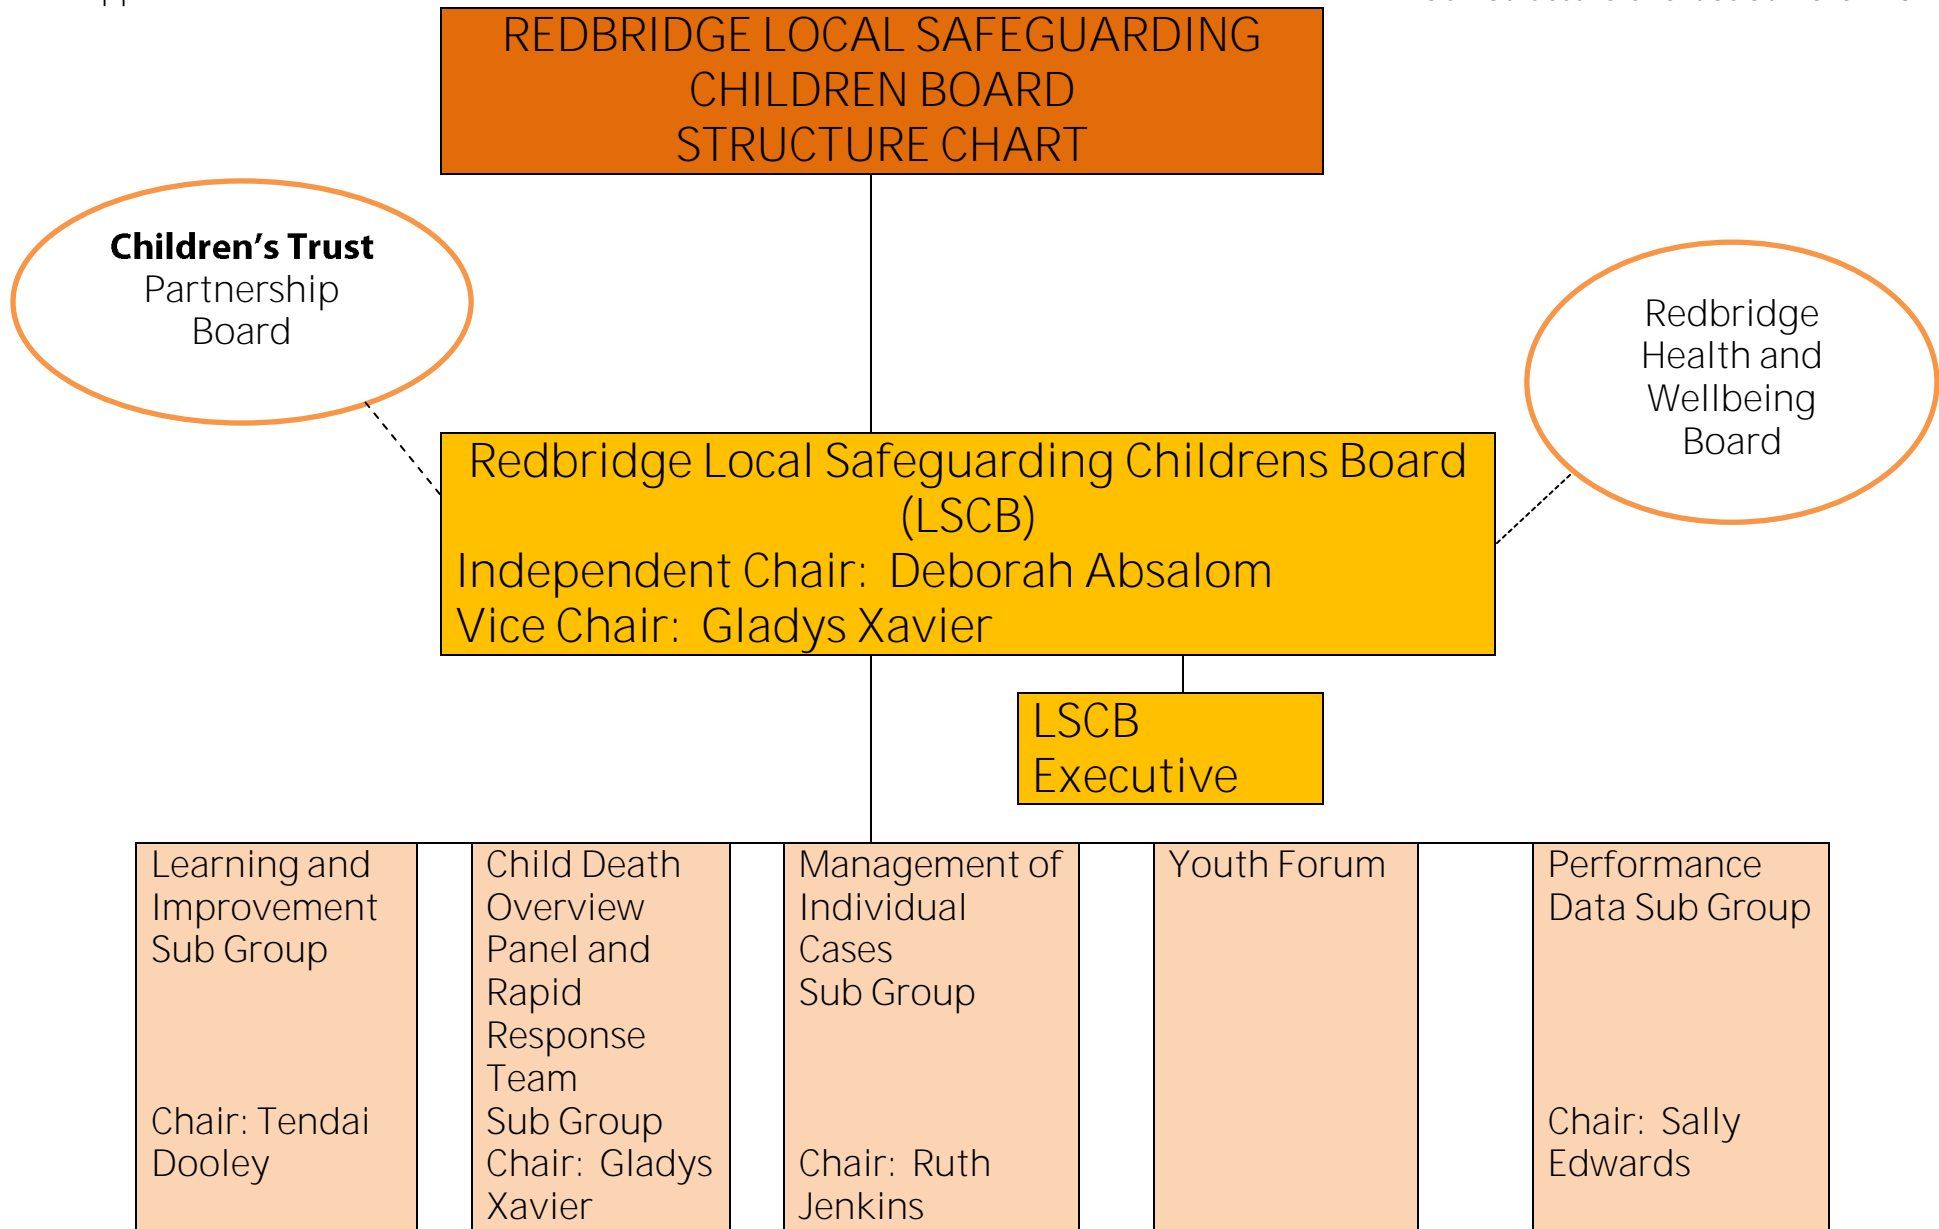 REDBRIDGE LOCAL SAFEGUARDING
CHILDREN BOARD
STRUCTURE CHART
Children's Trust
Partnership
Board
Redbridge
Health and
Wellbeing
Board
Redbridge Local Safeguarding Childrens Board
(LSCB)
Independent Chair: Deborah Absalom
Vice Chair: Gladys Xavier
LSCB
Executive
Learning and
Improvement
Sub Group
Chair: Tendai
Dooley
Child Death
Overview
Panel and
Rapid
Response
Team
Sub Group
Chair: Gladys
Xavier
Management of
Individual
Cases
Sub Group
Chair: Ruth
Jenkins
Youth Forum
Performance
Data Sub Group
Chair: Sally
Edwards